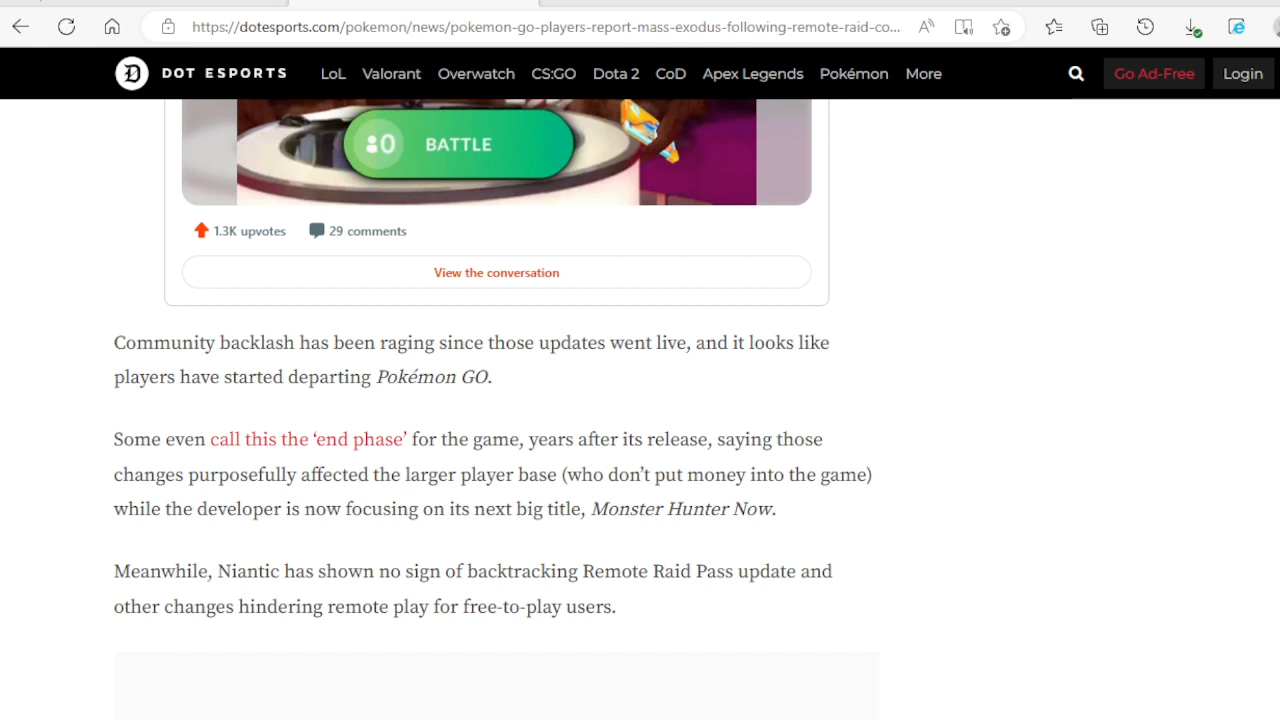 https://dotesports.com/pokemon/news/pokemon-go-players-report-mass-exodus-following-remote-raid-co...
DOT ESPORTS LoL Valorant Overwatch CS:GO Dota 2 CoD Apex Legends Pokémon More Go Ad-Free Login
0 BATTLE
1.3K upvotes 29 comments
View the conversation
Community backlash has been raging since those updates went live, and it looks like
players have started departing Pokémon GO.
Some even call this the ‘end phase’ for the game, years after its release, saying those
changes purposefully affected the larger player base (who don’t put money into the game)
while the developer is now focusing on its next big title, Monster Hunter Now.
Meanwhile, Niantic has shown no sign of backtracking Remote Raid Pass update and
other changes hindering remote play for free-to-play users.